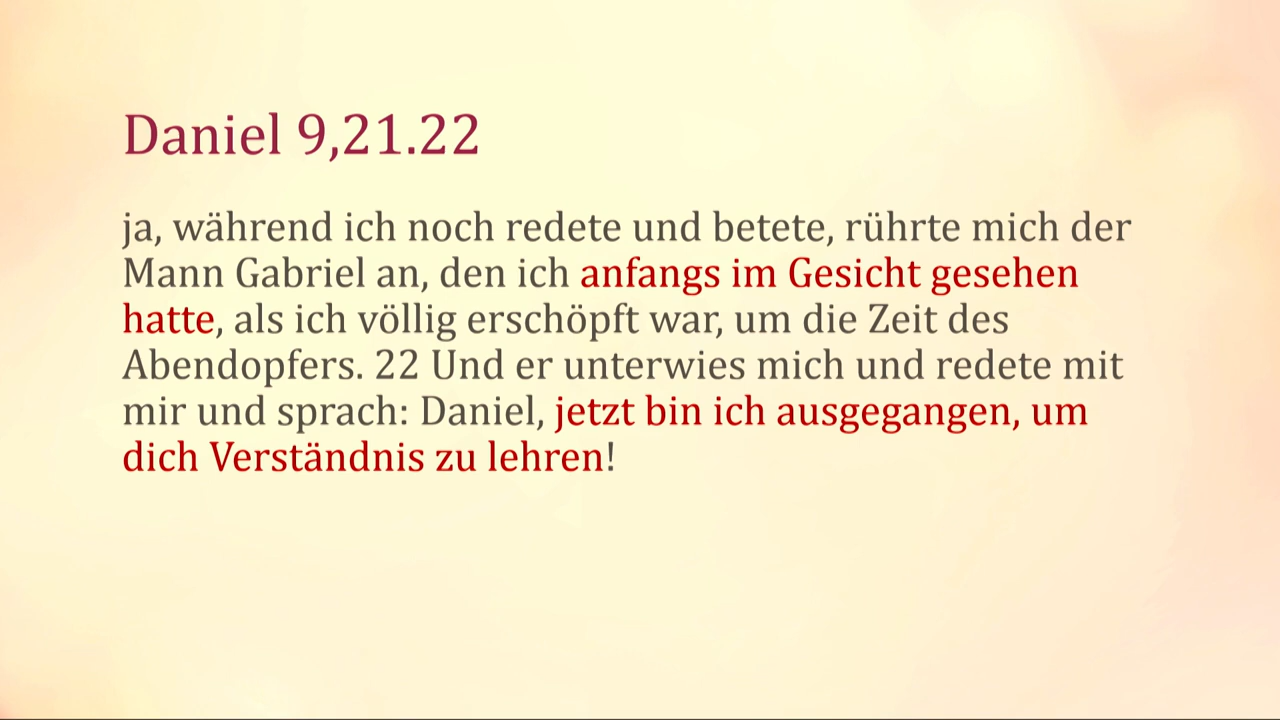 Daniel 9,21.22
ja, während ich noch redete und betete, rührte mich der
Mann Gabriel an, den ich anfangs im Gesicht gesehen
hatte, als ich völlig erschöpft war, um die Zeit des
Abendopfers. 22 Und er unterwies mich und redete mit
mir und sprach: Daniel, jetzt bin ich ausgegangen, um
dich Verständnis zu lehren!